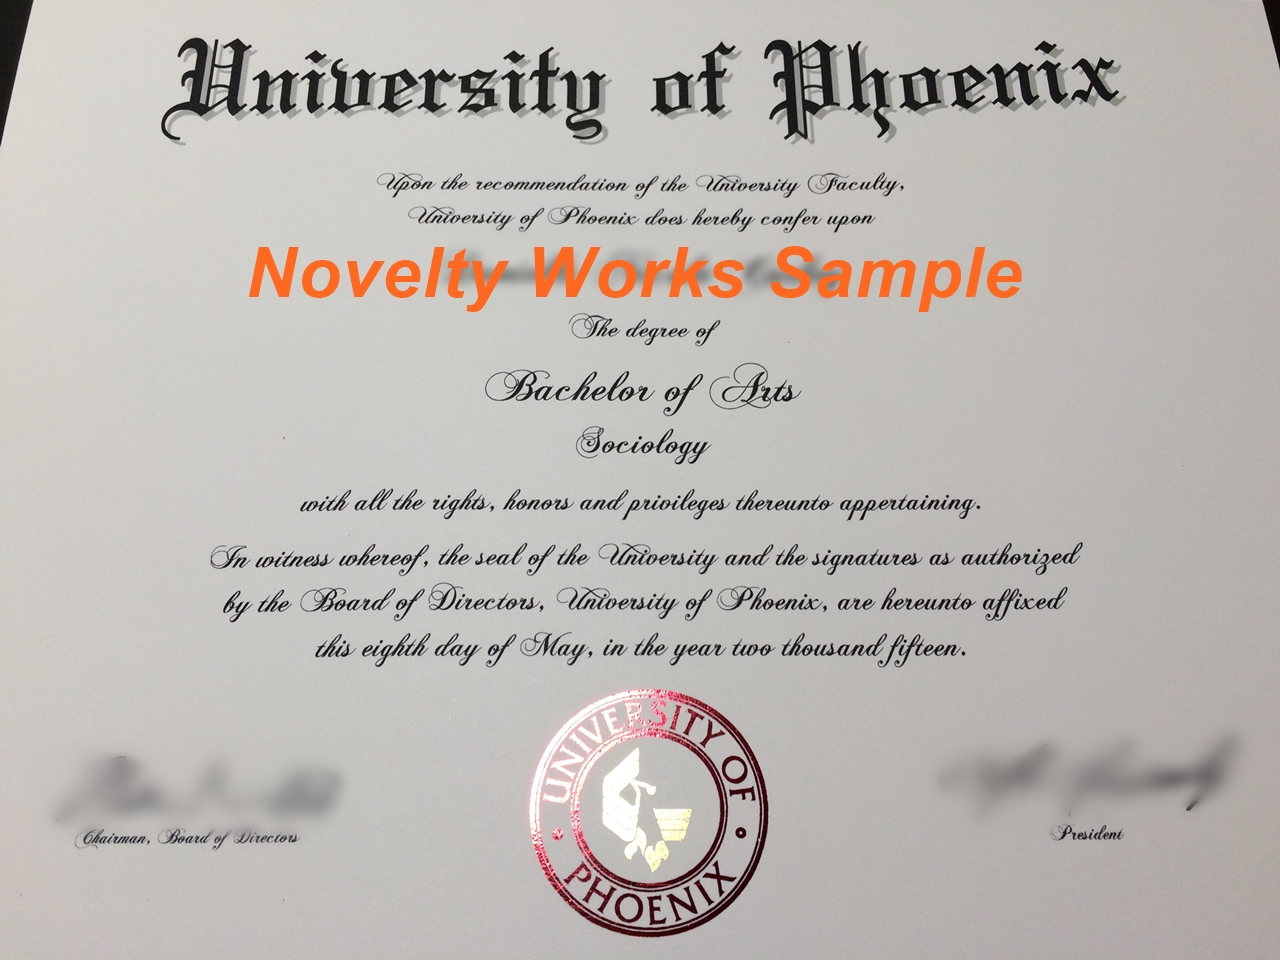 University of Phoenix
Upon the recommendation of the University Faculty,
University of Phoenix does hereby confer upon
Novelty Works Sample
The degree of
Bachelor of Arts
Sociology
with all the rights, honors and privileges thereunto appertaining.
In witness whereof, the seal of the University and the signatures as authorized
by the Board of Directors, University of Phoenix, are hereunto affixed
this eighth day of May, in the year two thousand fifteen.
UNIVERSITY OF
PHOENIX
Chairman, Board of Directors
President